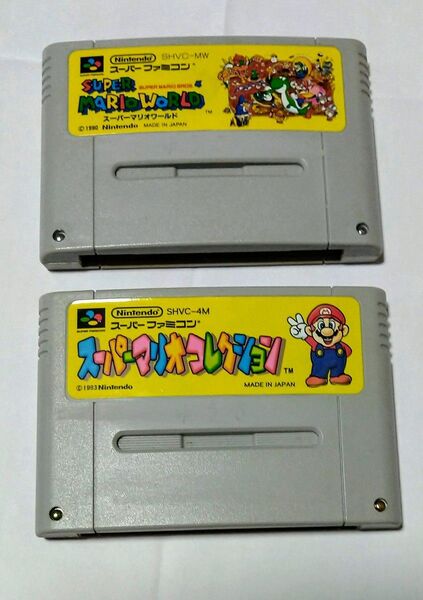 Nintendo SHVC-MW
スーパーファミコン
SUPER MARIO WORLD
SUPER MARIO BROS. 4
スーパーマリオワールド
©1990 Nintendo MADE IN JAPAN TM
Nintendo SHVC-4M
スーパーファミコン
スーパーマリオコレクション TM
©1993 Nintendo MADE IN JAPAN